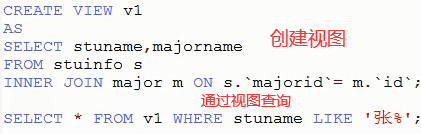 CREATE VIEW v1
AS
SELECT stuname,majorname
创建视图
FROM stuinfo s
INNER JOIN major m ON s.`majorid`= m.`id`;
通过视图查询
SELECT * FROM v1 WHERE stuname LIKE '张%';